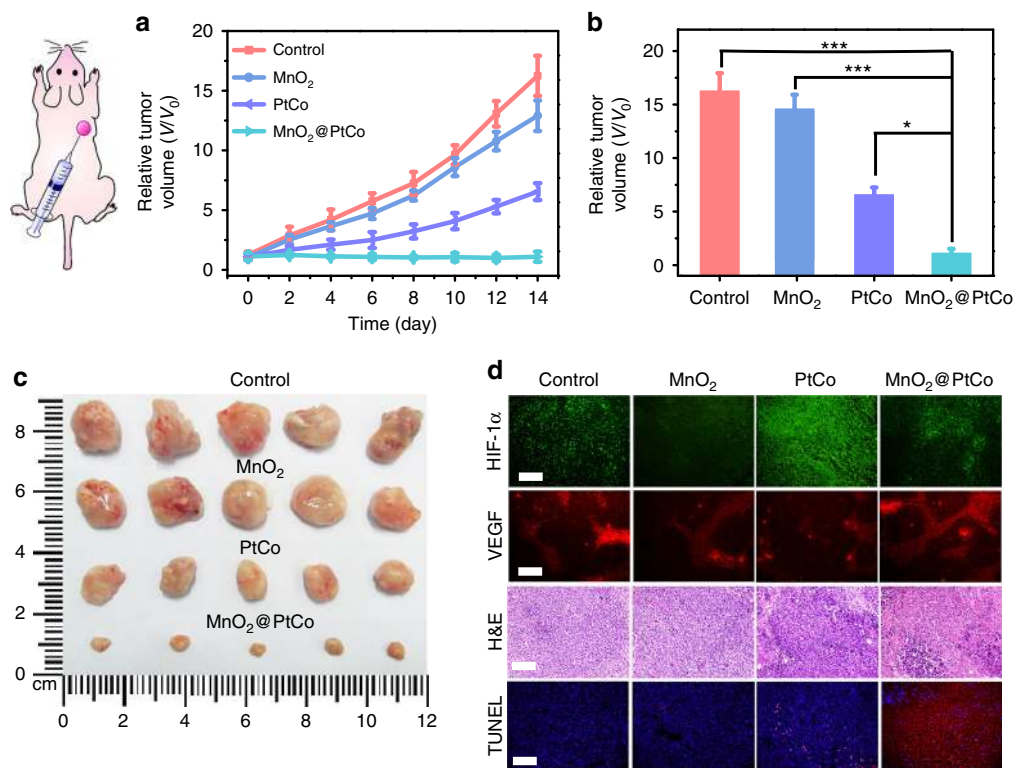 a
Relative tumor
volume (V/V₀)
20
15
10
5
0
Control
MnO₂
PtCo
MnO₂@PtCo
0 2 4 6 8 10 12 14
Time (day)
b
Relative tumor
volume (V/V₀)
20
15
10
5
0
***
***
*
Control MnO₂ PtCo MnO₂@PtCo
c
Control
MnO₂
PtCo
MnO₂@PtCo
8
6
4
2
0
cm
0 2 4 6 8 10 12
d
Control MnO₂ PtCo MnO₂@PtCo
HIF-1α
VEGF
H&E
TUNEL